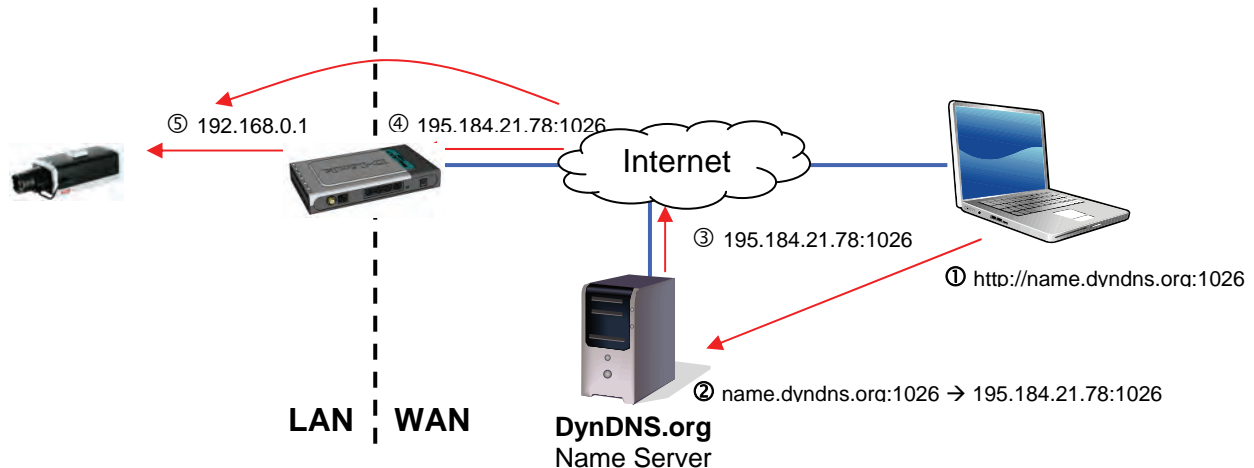 ⑤ 192.168.0.1
④ 195.184.21.78:1026
Internet
③ 195.184.21.78:1026
① http://name.dyndns.org:1026
② name.dyndns.org:1026 → 195.184.21.78:1026
LAN
WAN
DynDNS.org
Name Server
D-Link